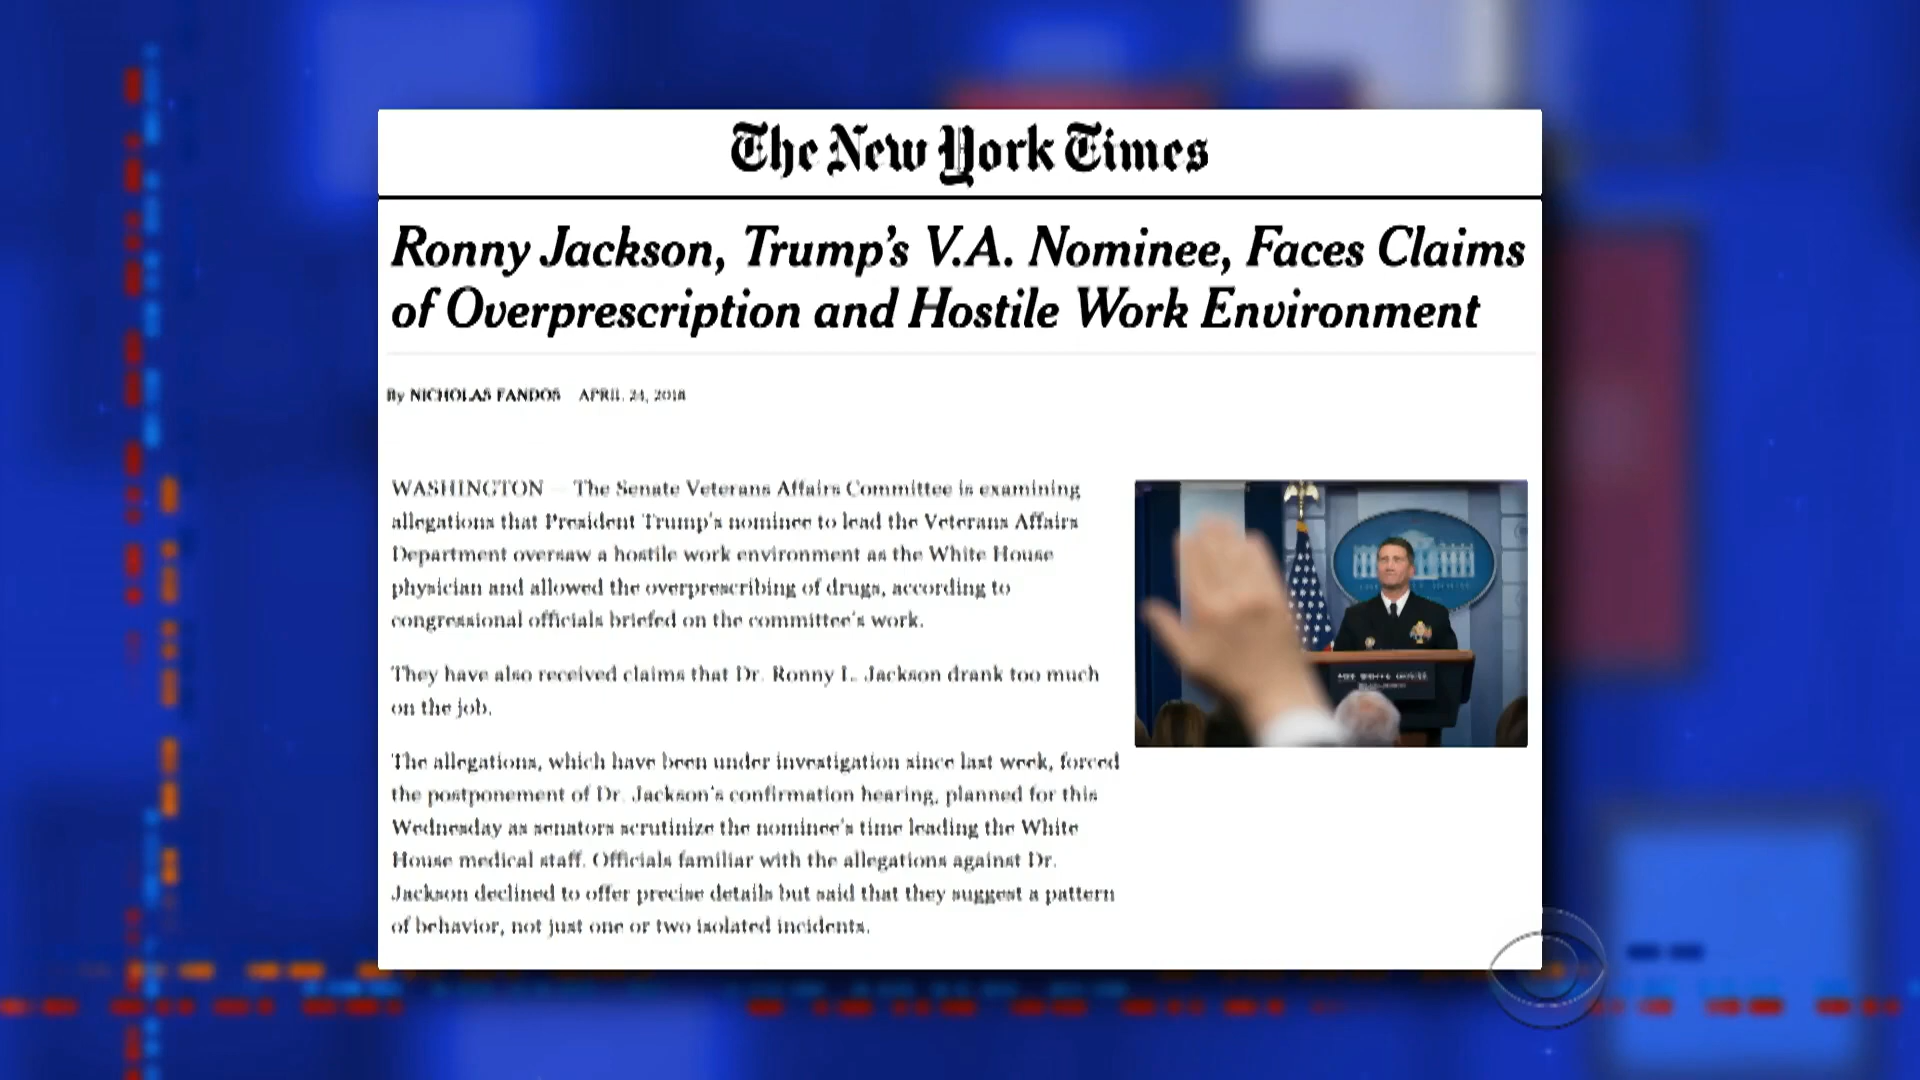 The New York Times
Ronny Jackson, Trump's V.A. Nominee, Faces Claims
of Overprescription and Hostile Work Environment
By NICHOLAS FANDOS APRIL 24, 2018
WASHINGTON — The Senate Veterans Affairs Committee is examining
allegations that President Trump's nominee to lead the Veterans Affairs
Department oversaw a hostile work environment as the White House
physician and allowed the overprescribing of drugs, according to
congressional officials briefed on the committee's work.
They have also received claims that Dr. Ronny L. Jackson drank too much
on the job.
The allegations, which have been under investigation since last week, forced
the postponement of Dr. Jackson's confirmation hearing, planned for this
Wednesday as senators scrutinize the nominee's time leading the White
House medical staff. Officials familiar with the allegations against Dr.
Jackson declined to offer precise details but said that they suggest a pattern
of behavior, not just one or two isolated incidents.
THE WHITE HOUSE